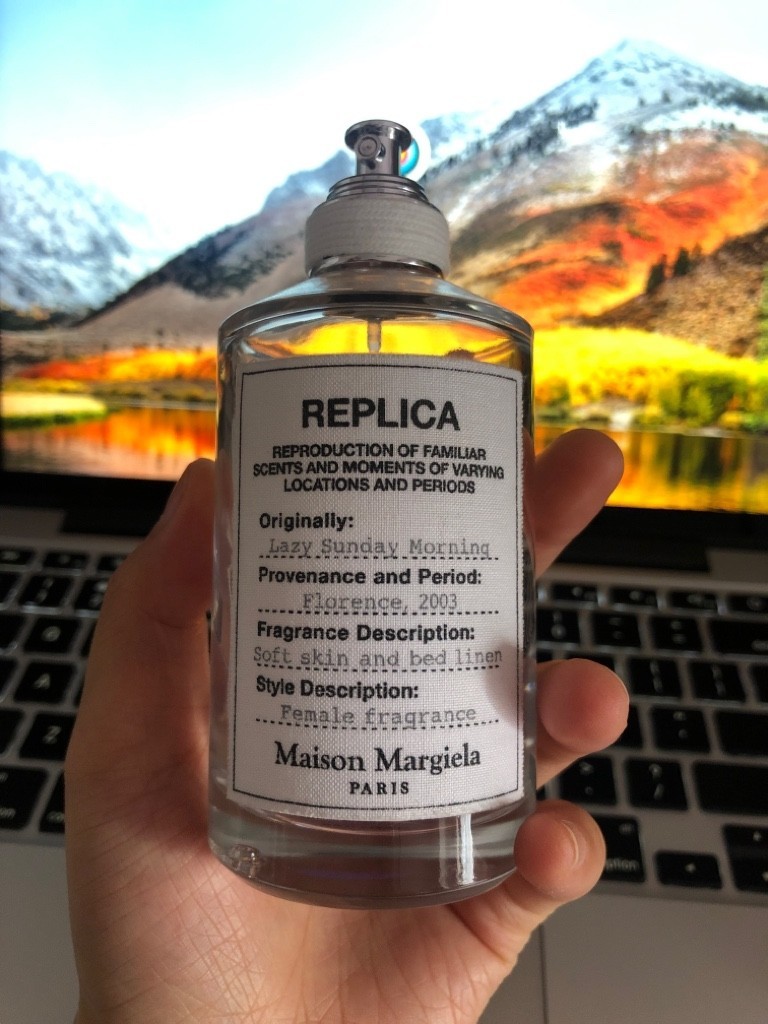 REPLICA
REPRODUCTION OF FAMILIAR
SCENTS AND MOMENTS OF VARYING
LOCATIONS AND PERIODS
Originally:
Lazy Sunday Morning
Provenance and Period:
Florence, 2003
Fragrance Description:
Soft skin and bed linen
Style Description:
Female fragrance
Maison Margiela
PARIS
A
Z
option